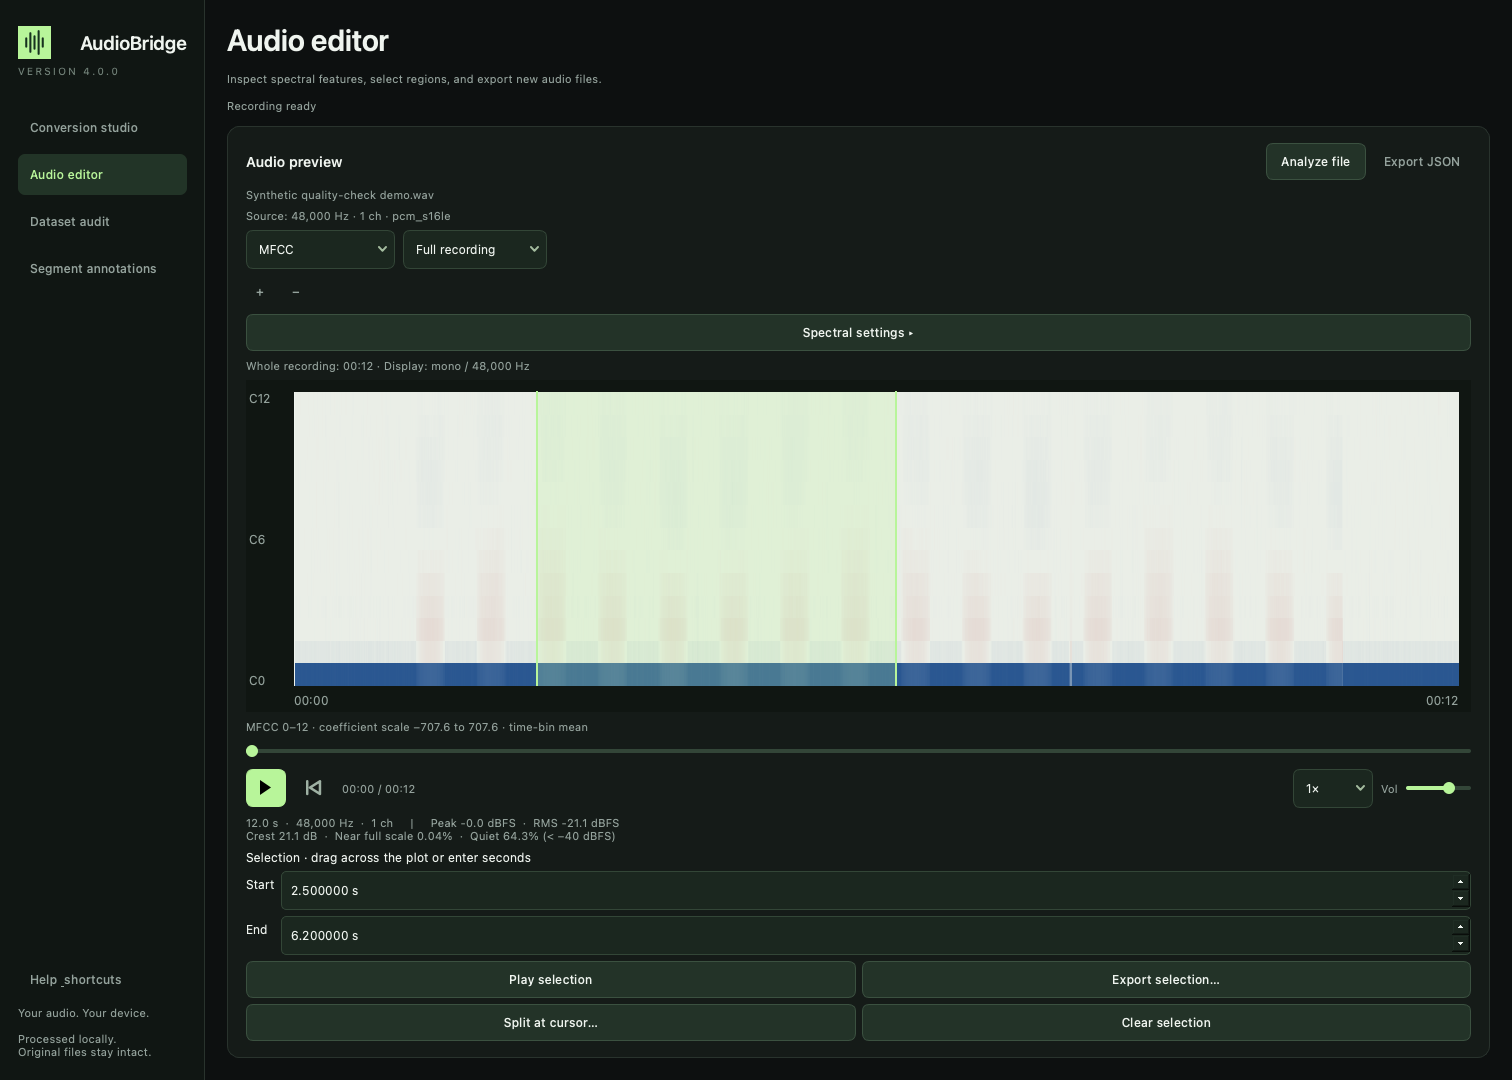 AudioBridge
VERSION 4.0.0
Conversion studio
Audio editor
Dataset audit
Segment annotations
Help _shortcuts
Your audio. Your device.
Processed locally.
Original files stay intact.
Audio editor
Inspect spectral features, select regions, and export new audio files.
Recording ready
Audio preview
Analyze file
Export JSON
Synthetic quality-check demo.wav
Source: 48,000 Hz · 1 ch · pcm_s16le
MFCC
Full recording
+ −
Spectral settings ▸
Whole recording: 00:12 · Display: mono / 48,000 Hz
C12
C6
C0
00:00
00:12
MFCC 0–12 · coefficient scale −707.6 to 707.6 · time-bin mean
00:00 / 00:12
1×
Vol
12.0 s · 48,000 Hz · 1 ch | Peak -0.0 dBFS · RMS -21.1 dBFS
Crest 21.1 dB · Near full scale 0.04% · Quiet 64.3% (< −40 dBFS)
Selection · drag across the plot or enter seconds
Start
2.500000 s
End
6.200000 s
Play selection
Export selection…
Split at cursor…
Clear selection